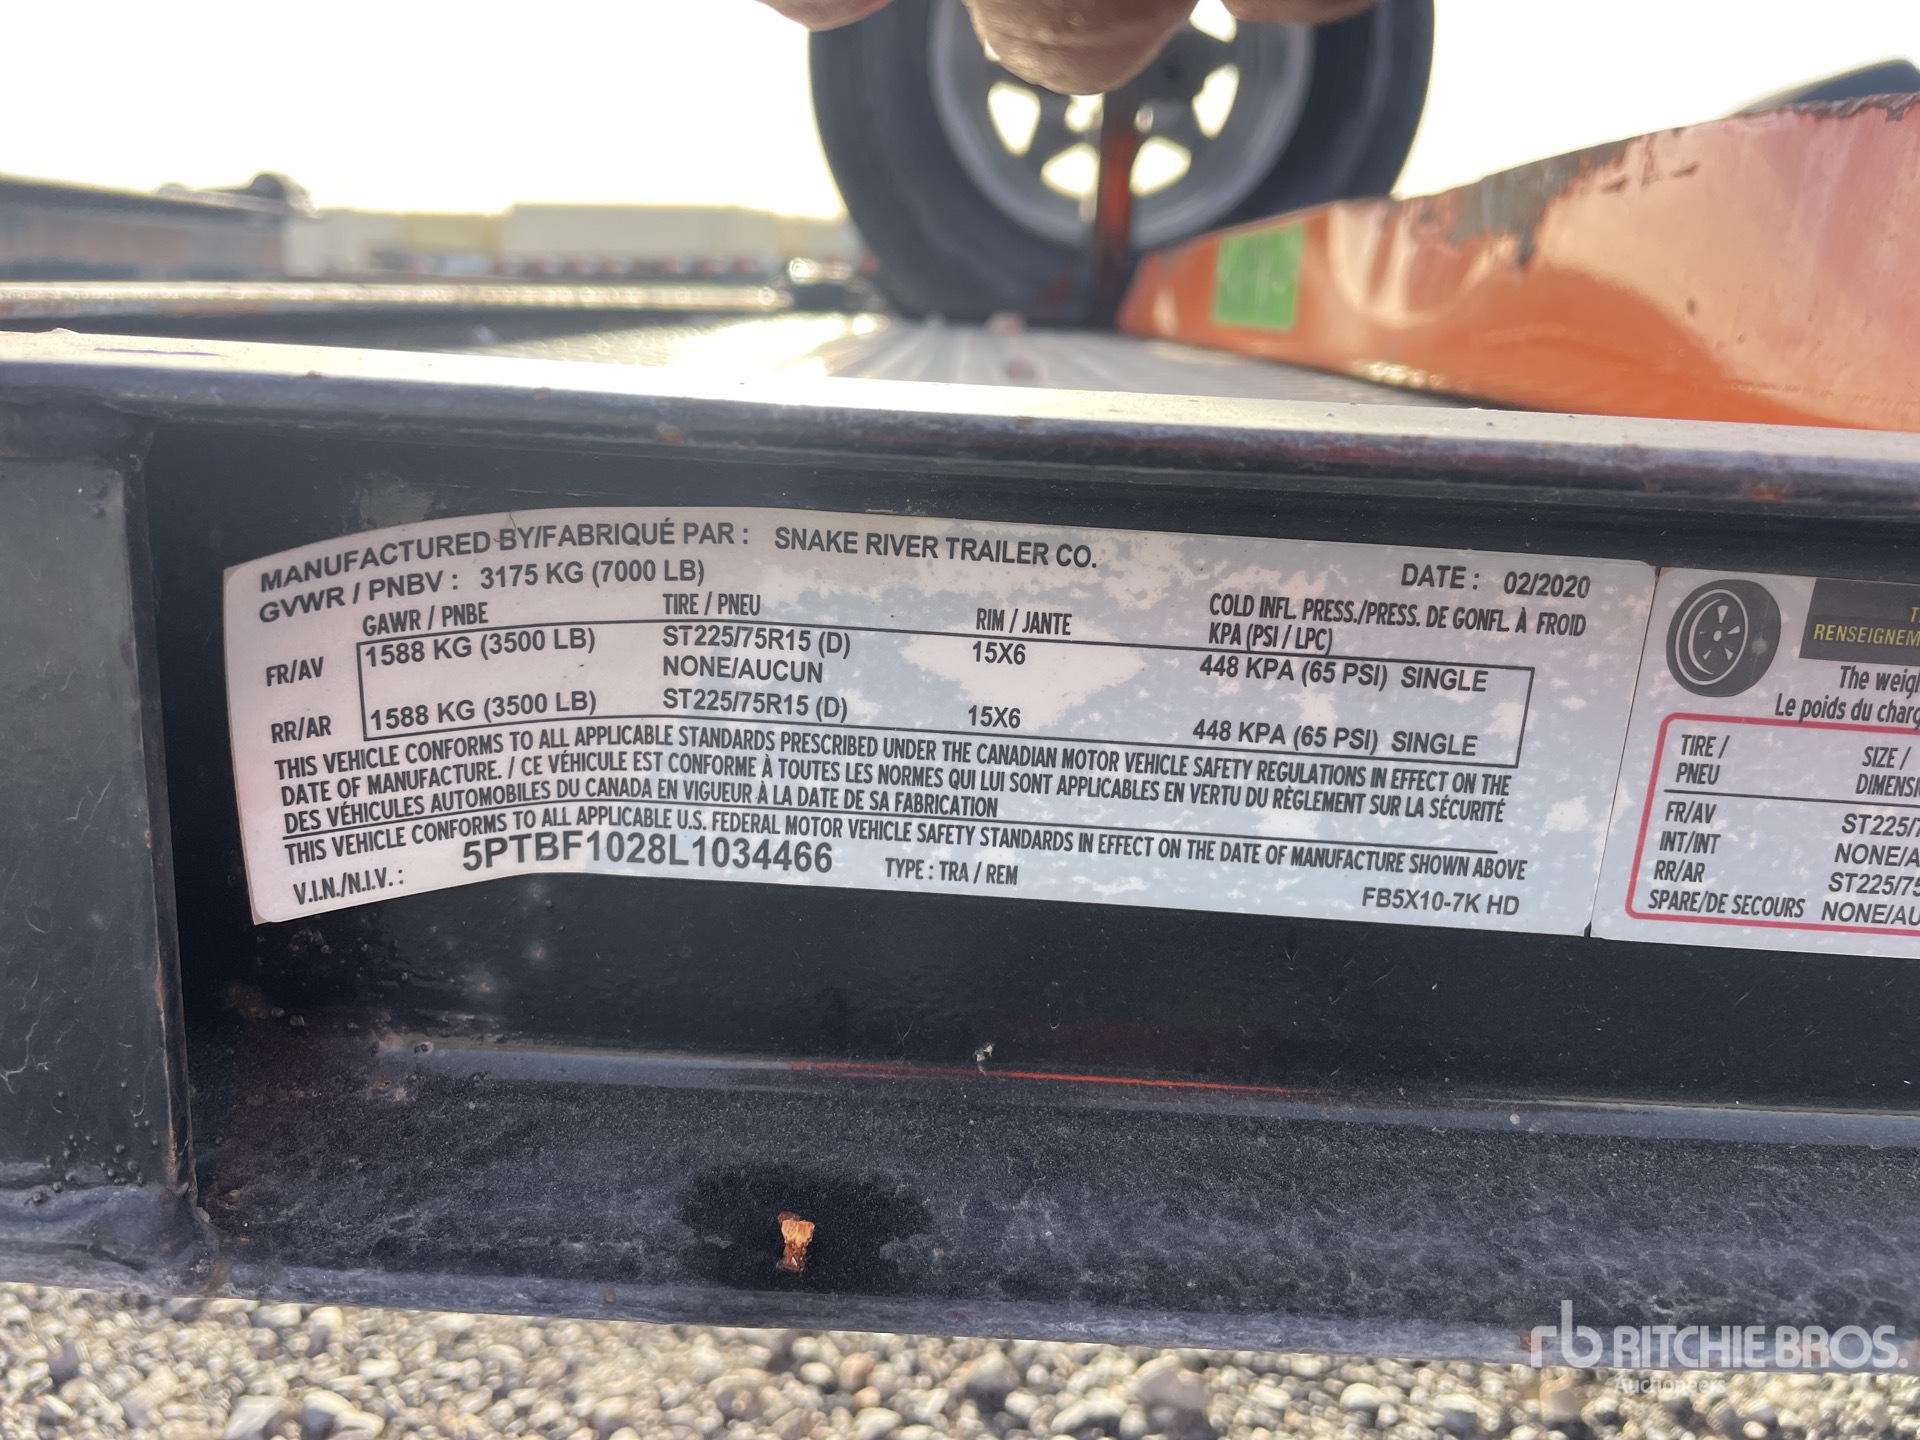 MANUFACTURED BY/FABRIQUÉ PAR : SNAKE RIVER TRAILER CO.
GVWR / PNBV : 3175 KG (7000 LB) DATE : 02/2020
GAWR / PNBE TIRE / PNEU RIM / JANTE COLD INFL. PRESS./PRESS. DE GONFL. À FROID
KPA (PSI / LPC)
FR/AV 1588 KG (3500 LB) ST225/75R15 (D) 15X6 448 KPA (65 PSI) SINGLE
NONE/AUCUN
RR/AR 1588 KG (3500 LB) ST225/75R15 (D) 15X6 448 KPA (65 PSI) SINGLE
THIS VEHICLE CONFORMS TO ALL APPLICABLE STANDARDS PRESCRIBED UNDER THE CANADIAN MOTOR VEHICLE SAFETY REGULATIONS IN EFFECT ON THE
DATE OF MANUFACTURE. / CE VÉHICULE EST CONFORME À TOUTES LES NORMES QUI LUI SONT APPLICABLES EN VERTU DU RÈGLEMENT SUR LA SÉCURITÉ
DES VÉHICULES AUTOMOBILES DU CANADA EN VIGUEUR À LA DATE DE SA FABRICATION
THIS VEHICLE CONFORMS TO ALL APPLICABLE U.S. FEDERAL MOTOR VEHICLE SAFETY STANDARDS IN EFFECT ON THE DATE OF MANUFACTURE SHOWN ABOVE
V.I.N./N.I.V. : 5PTBF1028L1034466 TYPE : TRA / REM FB5X10-7K HD
The
Le poids du
TIRE / SIZE /
PNEU
FR/AV
INT/INT
RR/AR
SPARE/DE SECOURS
rb RITCHIE BROS.
Auctioneers